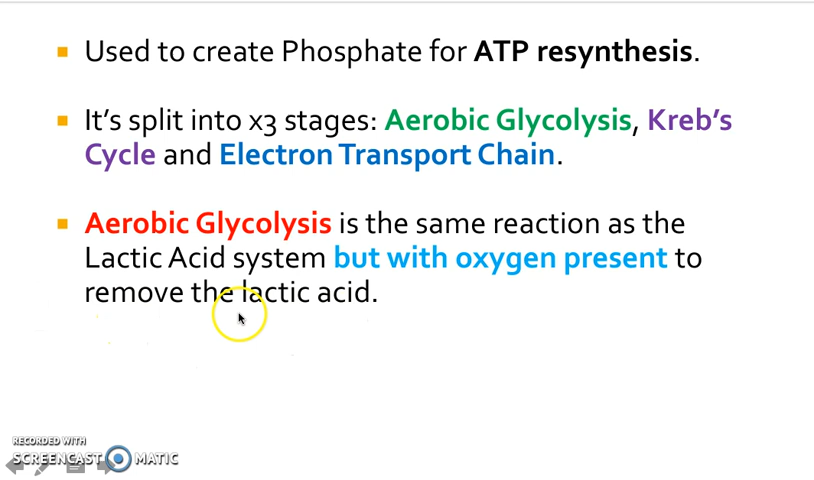 Used to create Phosphate for ATP resynthesis.
It's split into x3 stages: Aerobic Glycolysis, Kreb's
Cycle and Electron Transport Chain.
Aerobic Glycolysis is the same reaction as the
Lactic Acid system but with oxygen present to
remove the lactic acid.
RECORDED WITH
SCREENCAST MATIC